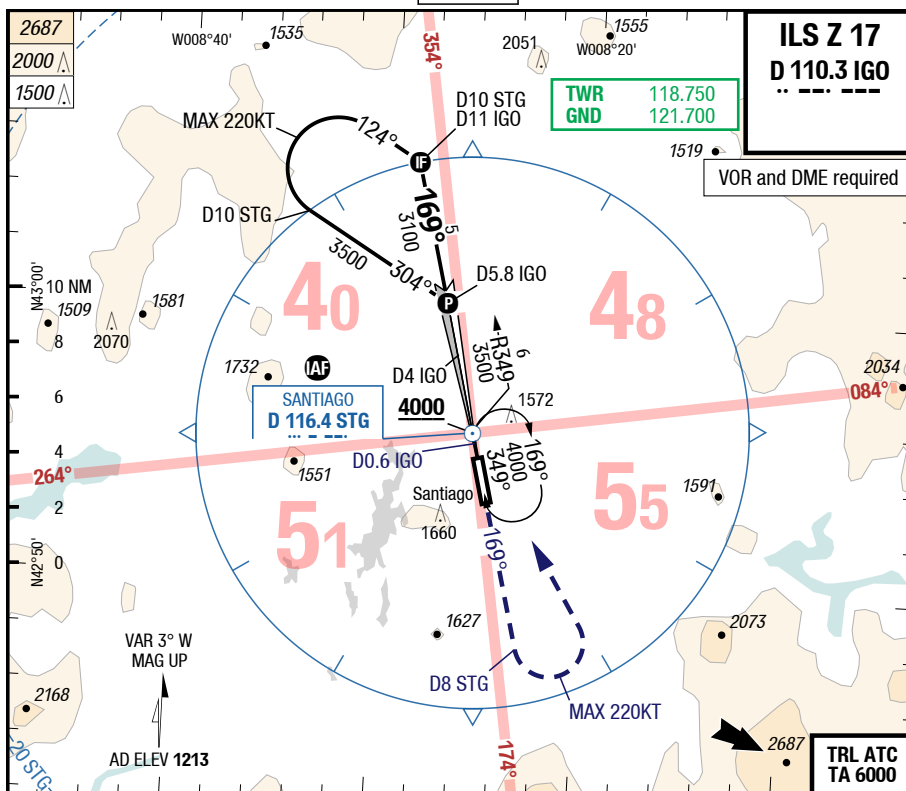 2687
2000
1500
W008°40'
1535
354°
2051
1555
W008°20'
ILS Z 17
D 110.3 IGO
TWR 118.750
GND 121.700
MAX 220KT
124°
D10 STG
D11 IGO
1519
VOR and DME required
IF
D10 STG
169°
3100
5
3500
304°
D5.8 IGO
P
N43°00'
10 NM
1509
1581
2070
8
6
4
2
0
40
48
1732
IAF
D4 IGO
R349
3500
6
2034
084°
SANTIAGO
D 116.4 STG
4000
1572
D0.6 IGO
169°
4000
349°
264°
1551
Santiago
1660
1591
51
55
N42°50'
169°
1627
2073
VAR 3° W
MAG UP
D8 STG
MAX 220KT
2168
20 STG
AD ELEV 1213
174°
2687
TRL ATC
TA 6000